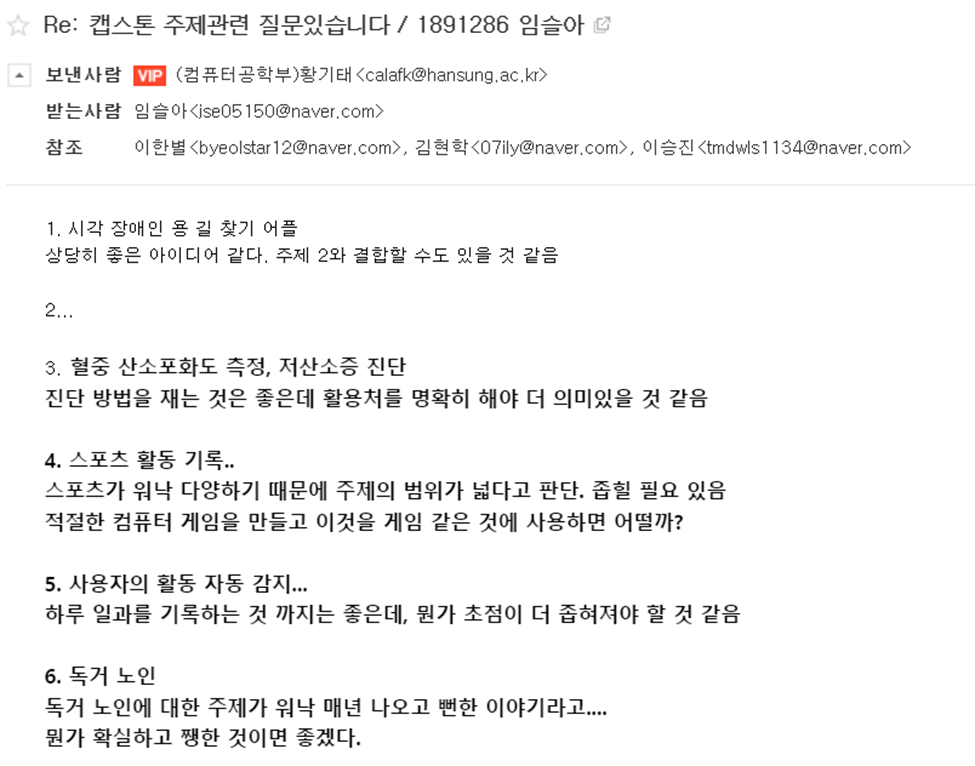 Re: 캡스톤 주제관련 질문있습니다 / 1891286 임슬아
보낸사람 VIP (컴퓨터공학부)황기태<calafk@hansung.ac.kr>
받는사람 임슬아<jse05150@naver.com>
참조 이한별<byeolstar12@naver.com>, 김현학<07ily@naver.com>, 이승진<tmdwls1134@naver.com>
1. 시각 장애인 용 길 찾기 어플
상당히 좋은 아이디어 같다. 주제 2와 결합할 수도 있을 것 같음
2...
3. 혈중 산소포화도 측정, 저산소증 진단
진단 방법을 재는 것은 좋은데 활용처를 명확히 해야 더 의미있을 것 같음
4. 스포츠 활동 기록..
스포츠가 워낙 다양하기 때문에 주제의 범위가 넓다고 판단. 좁힐 필요 있음
적절한 컴퓨터 게임을 만들고 이것을 게임 같은 것에 사용하면 어떨까?
5. 사용자의 활동 자동 감지...
하루 일과를 기록하는 것 까지는 좋은데, 뭔가 초점이 더 좁혀져야 할 것 같음
6. 독거 노인
독거 노인에 대한 주제가 워낙 매년 나오고 뻔한 이야기라고....
뭔가 확실하고 쨍한 것이면 좋겠다.